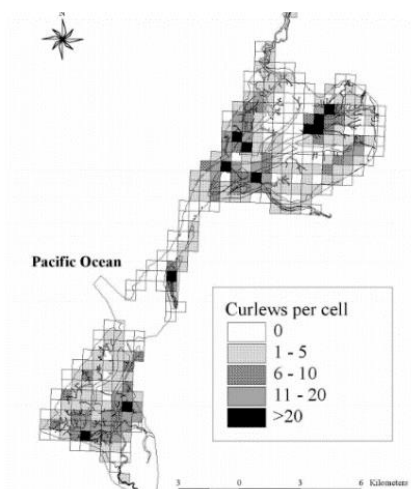 Pacific Ocean
Curlews per cell
0
1 - 5
6 - 10
11 - 20
>20
3 0 3 6 Kilometers